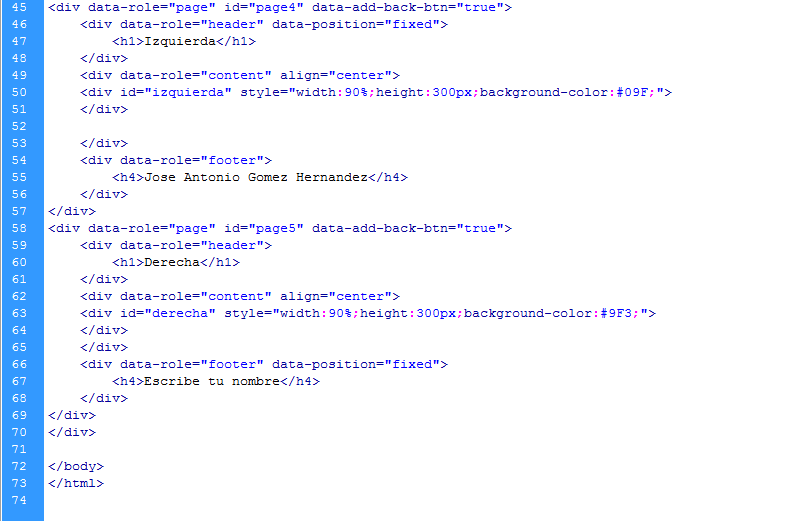 45 <div data-role="page" id="page4" data-add-back-btn="true">
46     <div data-role="header" data-position="fixed">
47         <h1>Izquierda</h1>
48     </div>
49     <div data-role="content" align="center">
50     <div id="izquierda" style="width:90%;height:300px;background-color:#09F;">
51     </div>
52
53     </div>
54     <div data-role="footer">
55         <h4>Jose Antonio Gomez Hernandez</h4>
56     </div>
57 </div>
58 <div data-role="page" id="page5" data-add-back-btn="true">
59     <div data-role="header">
60         <h1>Derecha</h1>
61     </div>
62     <div data-role="content" align="center">
63     <div id="derecha" style="width:90%;height:300px;background-color:#9F3;">
64     </div>
65     </div>
66     <div data-role="footer" data-position="fixed">
67         <h4>Escribe tu nombre</h4>
68     </div>
69 </div>
70 </div>
71
72 </body>
73 </html>
74